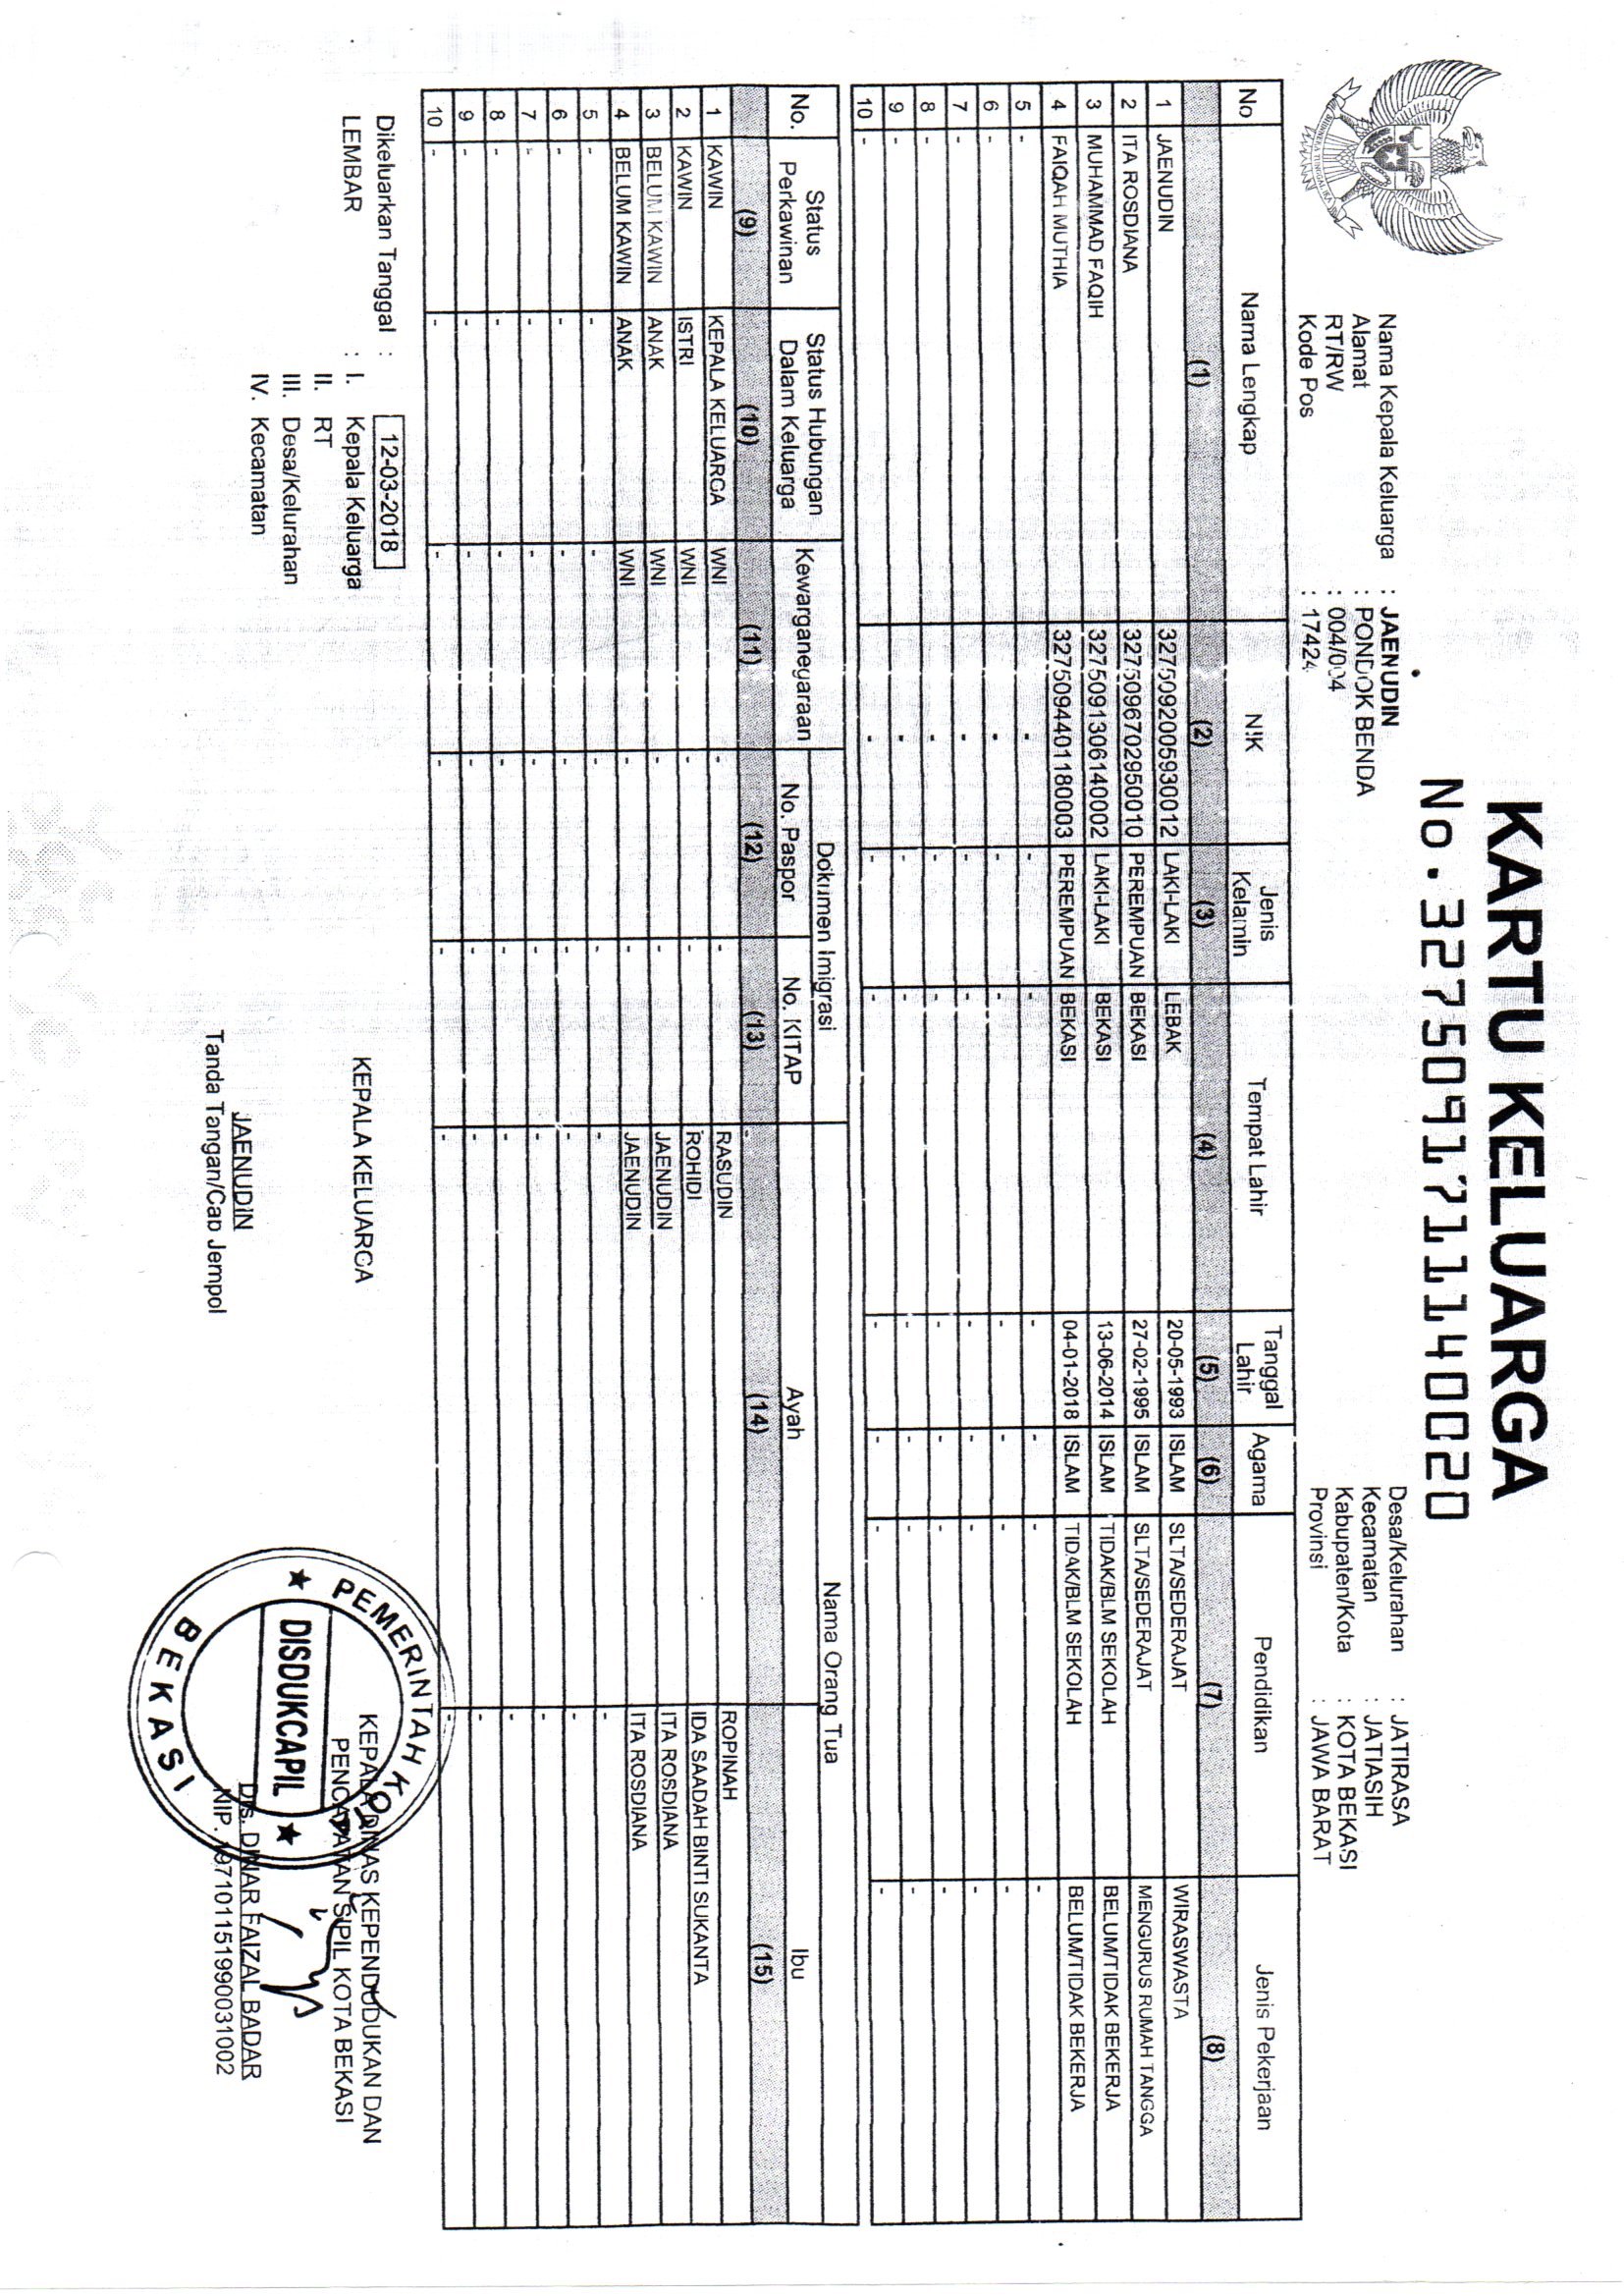 KARTU KELUARGA
No. 3275091711140020
BHINNEKA TUNGGAL IKA
Nama Kepala Keluarga : JAENUDIN
Alamat : PONDOK BENDA
RT/RW : 004/004
Kode Pos : 17424
Desa/Kelurahan : JATIRASA
Kecamatan : JATIASIH
Kabupaten/Kota : KOTA BEKASI
Provinsi : JAWA BARAT
No Nama Lengkap NIK Jenis Kelamin Tempat Lahir Tanggal Lahir Agama Pendidikan Jenis Pekerjaan
(1) (2) (3) (4) (5) (6) (7) (8)
1 JAENUDIN 3275092005930012 LAKI-LAKI LEBAK 20-05-1993 ISLAM SLTA/SEDERAJAT WIRASWASTA
2 ITA ROSDIANA 3275096702950010 PEREMPUAN BEKASI 27-02-1995 ISLAM SLTA/SEDERAJAT MENGURUS RUMAH TANGGA
3 MUHAMMAD FAQIH 3275091306140002 LAKI-LAKI BEKASI 13-06-2014 ISLAM TIDAK/BLM SEKOLAH BELUM/TIDAK BEKERJA
4 FAIQAH MUTHIA 3275094401180003 PEREMPUAN BEKASI 04-01-2018 ISLAM TIDAK/BLM SEKOLAH BELUM/TIDAK BEKERJA
5 - - - - - - - -
6 - - - - - - - -
7 - - - - - - - -
8 - - - - - - - -
9 - - - - - - - -
10 - - - - - - - -
No. Status Perkawinan Status Hubungan Dalam Keluarga Kewarganegaraan Dokumen Imigrasi Nama Orang Tua
No. Paspor No. KITAP Ayah Ibu
(9) (10) (11) (12) (13) (14) (15)
1 KAWIN KEPALA KELUARGA WNI - - RASUDIN ROPINAH
2 KAWIN ISTRI WNI - - ROHIDI IDA SAADAH BINTI SUKANTA
3 BELUM KAWIN ANAK WNI - - JAENUDIN ITA ROSDIANA
4 BELUM KAWIN ANAK WNI - - JAENUDIN ITA ROSDIANA
5 - - - - - - -
6 - - - - - - -
7 - - - - - - -
8 - - - - - - -
9 - - - - - - -
10 - - - - - - -
Dikeluarkan Tanggal : 12-03-2018
LEMBAR : I. Kepala Keluarga
II. RT
III. Desa/Kelurahan
IV. Kecamatan
KEPALA KELUARGA
JAENUDIN
Tanda Tangan/Cap Jempol
KEPALA DINAS KEPENDUDUKAN DAN
PENCATATAN SIPIL KOTA BEKASI
Drs. DINAR FAIZAL BADAR
NIP. 197101151990031002
PEMERINTAH KOTA
DISDUKCAPIL
BEKASI